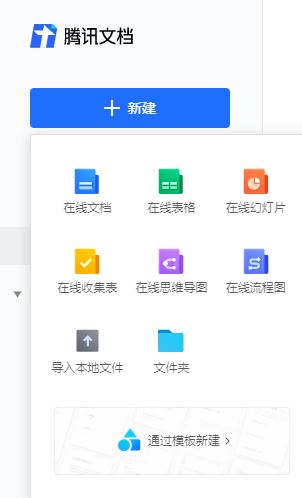 腾讯文档
新建
在线文档 在线表格 在线幻灯片
在线收集表 在线思维导图 在线流程图
导入本地文件 文件夹
通过模板新建